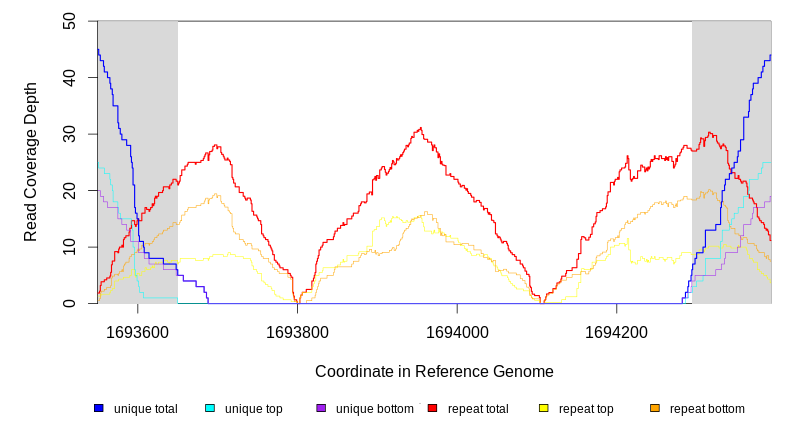 50
40
30
20
10
0
Read Coverage Depth
1693600 1693800 1694000 1694200
Coordinate in Reference Genome
unique total unique top unique bottom repeat total repeat top repeat bottom